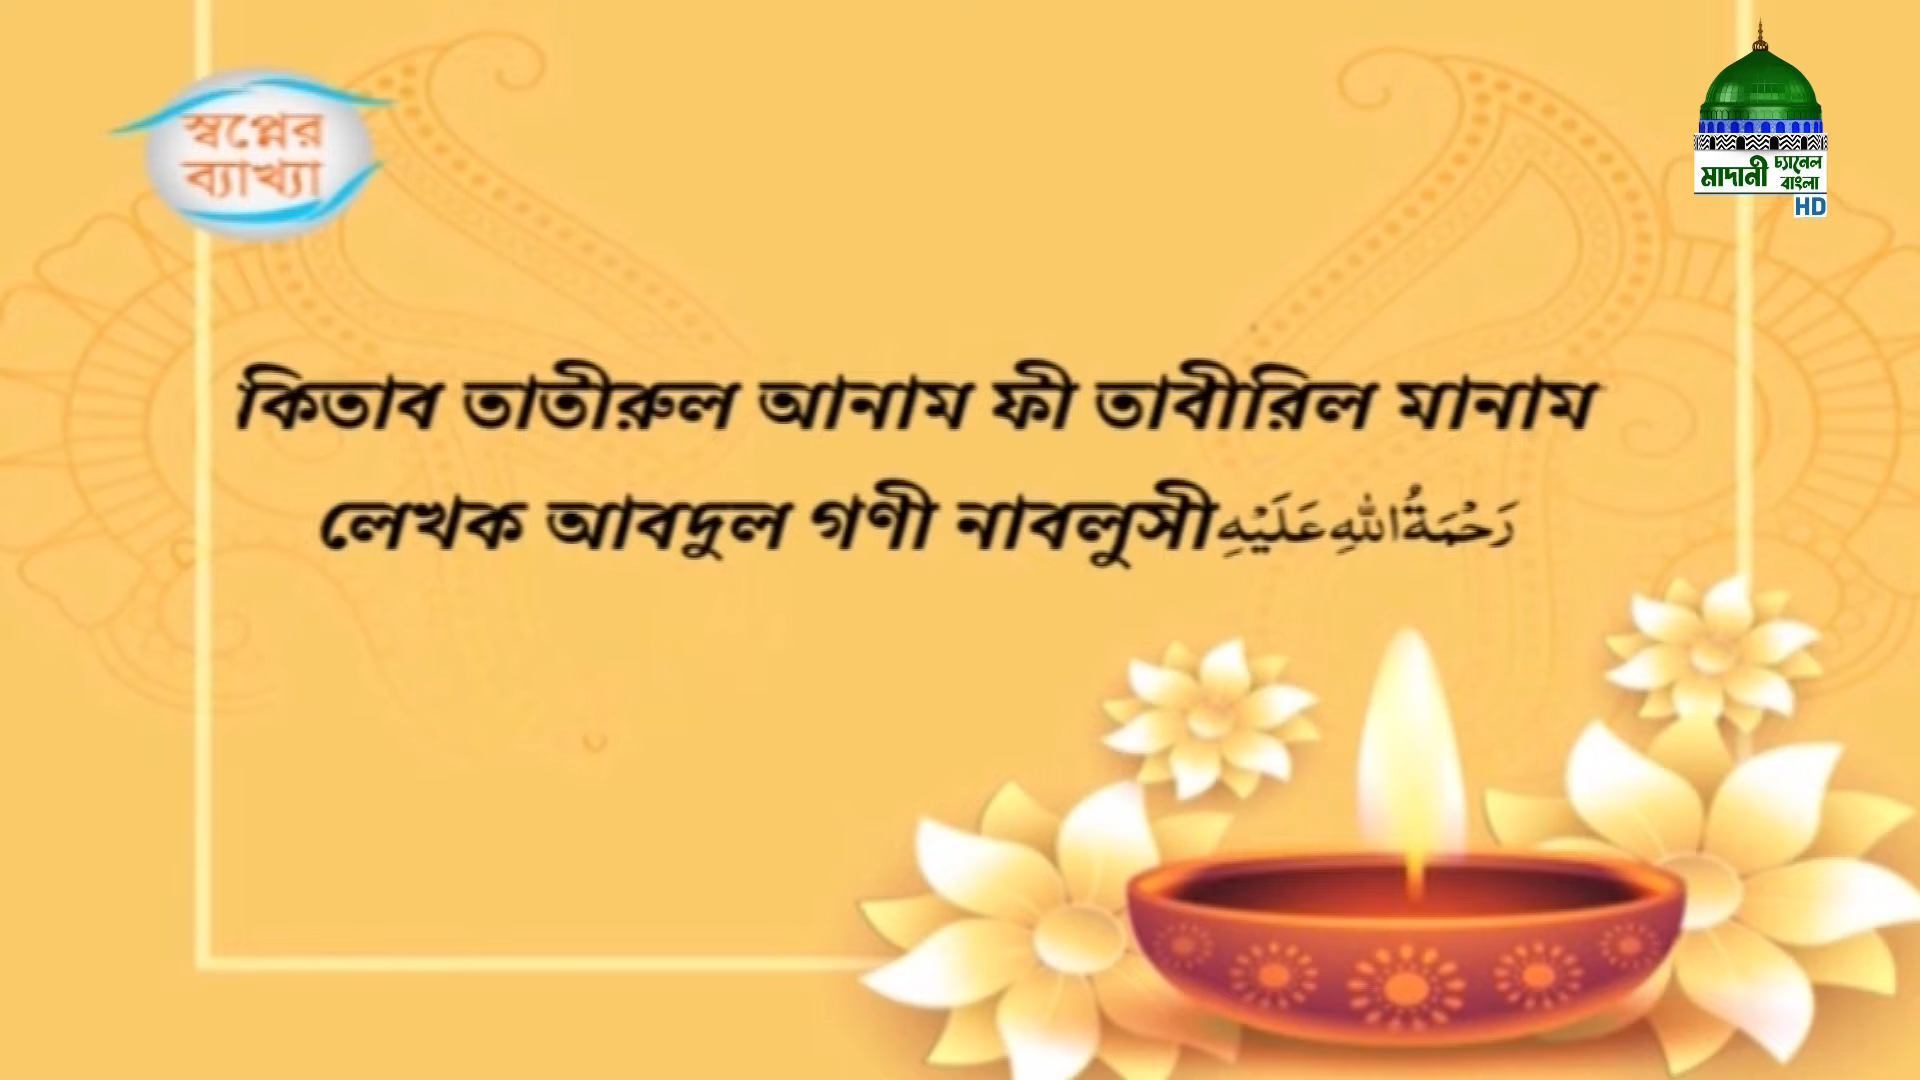 স্বপ্নের
ব্যাখ্যা
মাদানী চ্যানেল বাংলা
HD
কিতাব তাতীরুল আনাম ফী তাবীরিল মানাম
লেখক আবদুল গণী নাবলুসী رَحْمَةُ اللهِ عَلَيْهِ